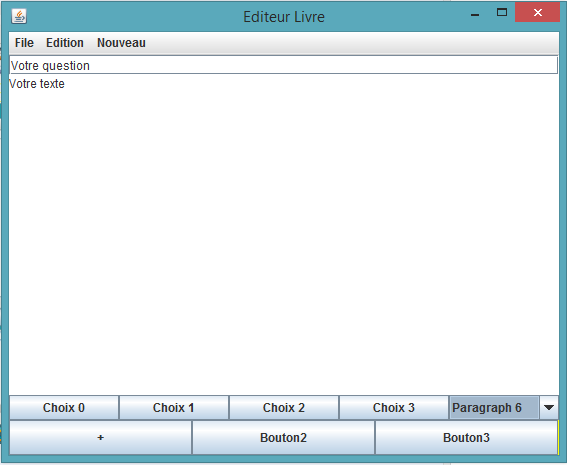 Editeur Livre
File Edition Nouveau
Votre question
Votre texte
Choix 0 Choix 1 Choix 2 Choix 3 Paragraph 6
+ Bouton2 Bouton3